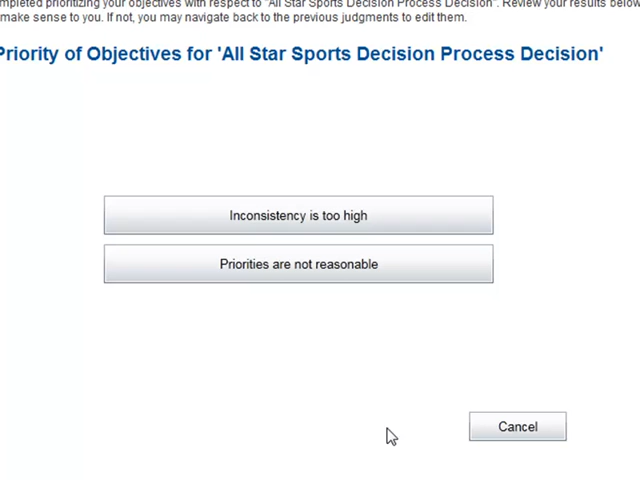 completed prioritizing your objectives with respect to "All Star Sports Decision Process Decision". Review your results below
make sense to you. If not, you may navigate back to the previous judgments to edit them.
Priority of Objectives for 'All Star Sports Decision Process Decision'
Inconsistency is too high
Priorities are not reasonable
Cancel